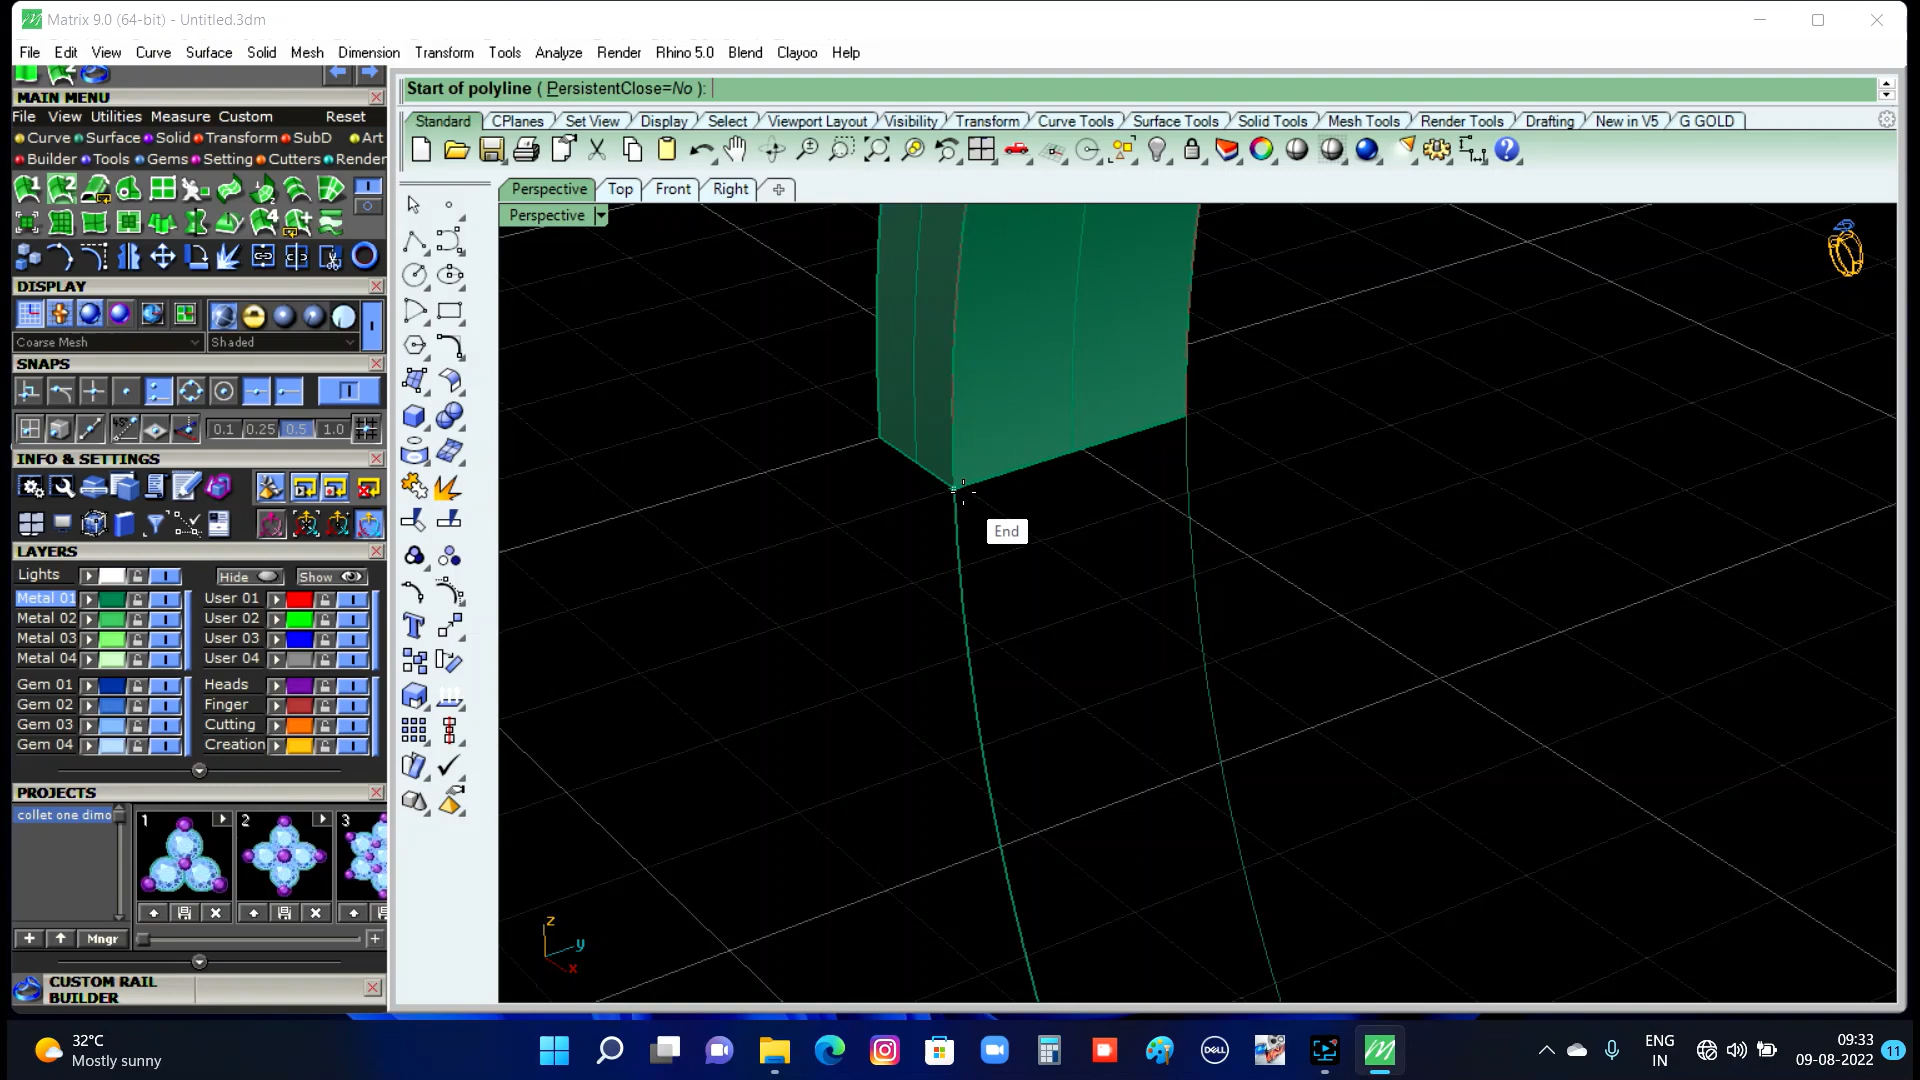 Matrix 9.0 (64-bit) - Untitled.3dm
File Edit View Curve Surface Solid Mesh Dimension Transform Tools Analyze Render Rhino 5.0 Blend Clayoo Help
MAIN MENU
File View Utilities Measure Custom Reset
Curve Surface Solid Transform SubD Art
Builder Tools Gems Setting Cutters Render
Start of polyline ( PersistentClose=No ):
Standard CPlanes Set View Display Select Viewport Layout Visibility Transform Curve Tools Surface Tools Solid Tools Mesh Tools Render Tools Drafting New in V5 G GOLD
Perspective Top Front Right
Perspective
DISPLAY
Coarse Mesh Shaded
SNAPS
45°
0.1 0.25 0.5 1.0
INFO & SETTINGS
LAYERS
Lights Hide Show
Metal 01 User 01
Metal 02 User 02
Metal 03 User 03
Metal 04 User 04
Gem 01 Heads
Gem 02 Finger
Gem 03 Cutting
Gem 04 Creation
PROJECTS
collet one dimo
1 2 3
Mngr
CUSTOM RAIL
BUILDER
End
z
y
x
32°C
Mostly sunny
DELL
ENG
IN
09:33
09-08-2022
11